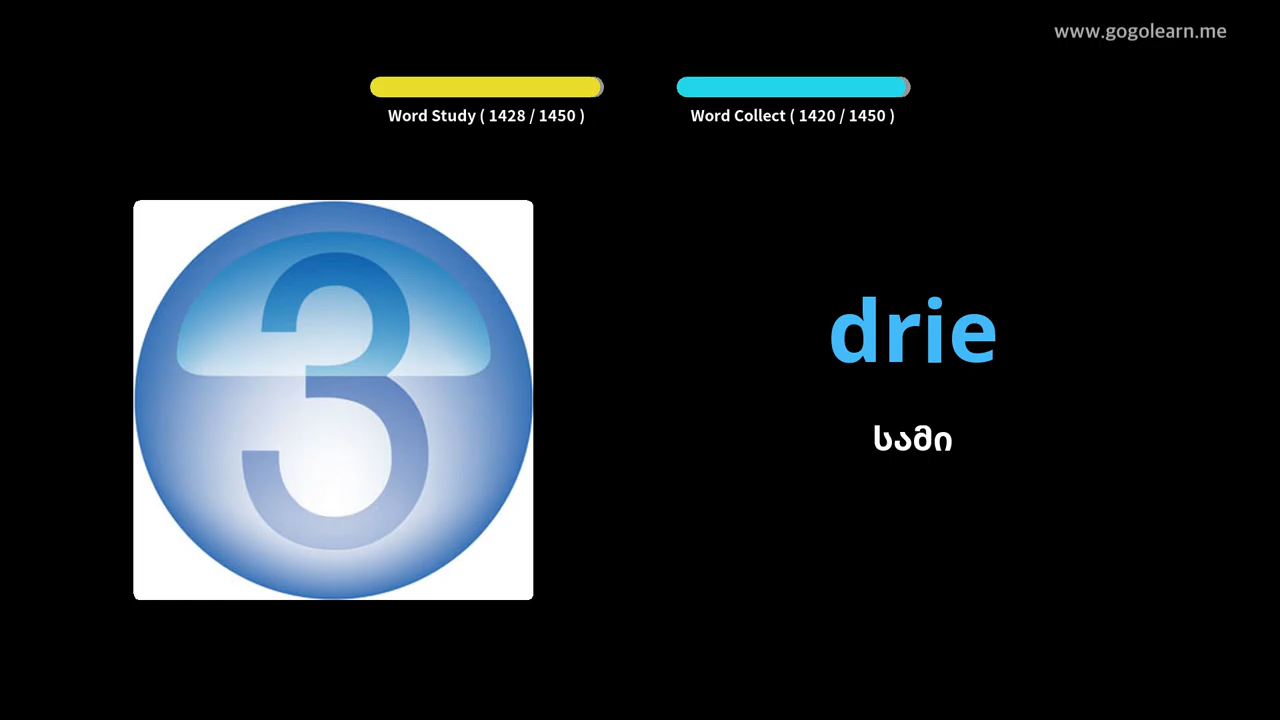 www.gogolearn.me
Word Study ( 1428 / 1450 )
Word Collect ( 1420 / 1450 )
3
drie
სამი